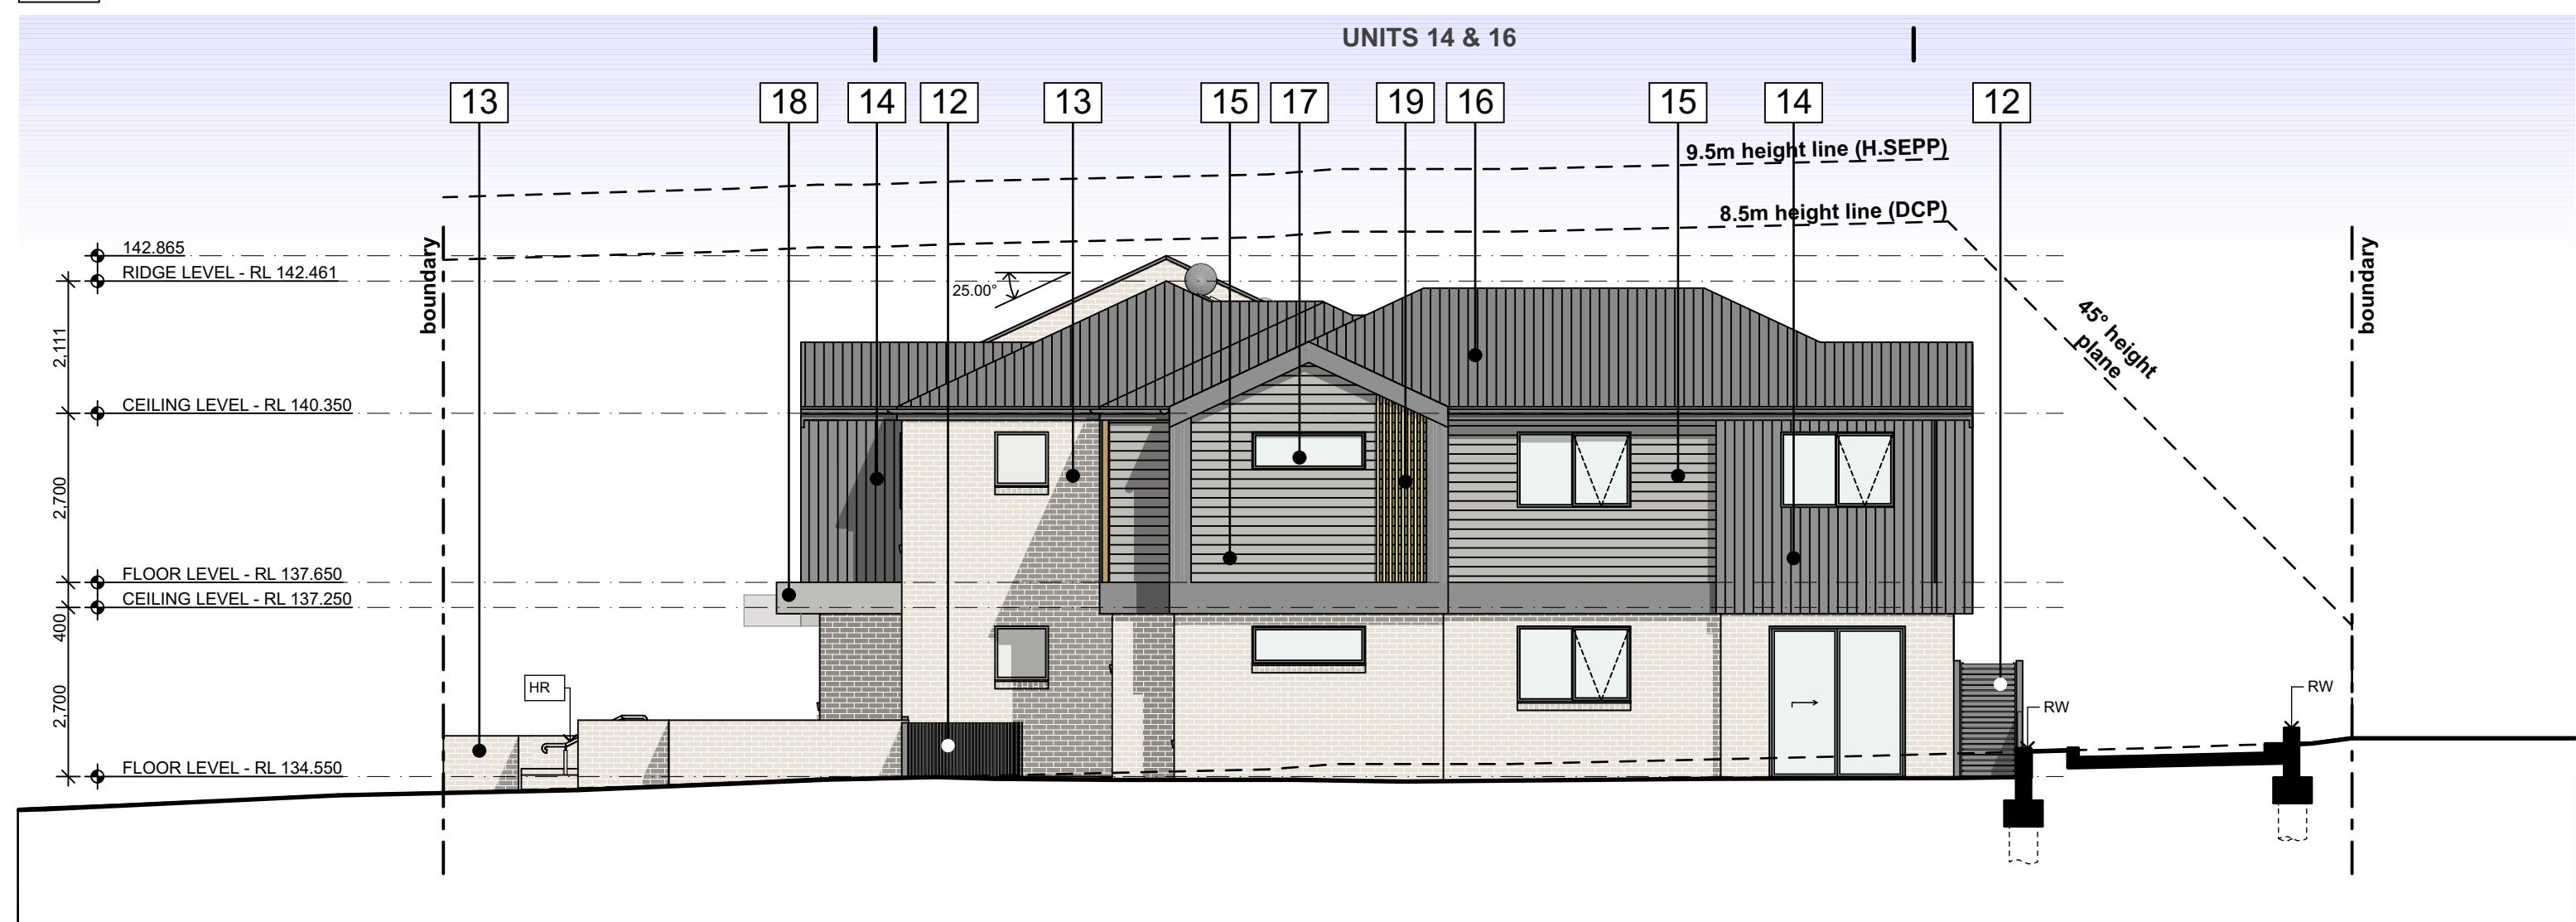 UNITS 14 & 16
13
18
14
12
13
15
17
19
16
15
14
12
9.5m height line (H.SEPP)
8.5m height line (DCP)
boundary
boundary
45° height
plane
25.00°
142.865
RIDGE LEVEL - RL 142.461
2,111
CEILING LEVEL - RL 140.350
2,700
FLOOR LEVEL - RL 137.650
CEILING LEVEL - RL 137.250
400
2,700
FLOOR LEVEL - RL 134.550
HR
RW
RW